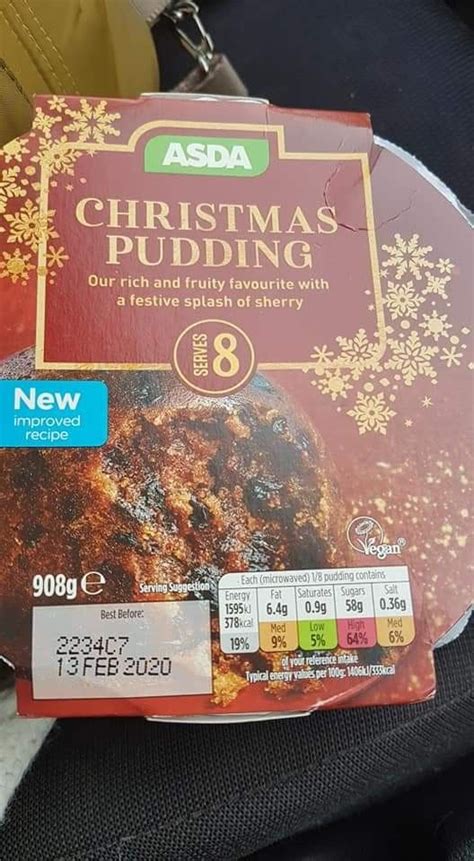 ASDA
CHRISTMAS
PUDDING
Our rich and fruity favourite with
a festive splash of sherry
SERVES 8
New
improved
recipe
Vegan
908g e
Serving Suggestion
Best Before:
2234C7
13 FEB 2020
Each (microwaved) 1/8 pudding contains
Energy Fat Saturates Sugars Salt
1595kJ 6.4g 0.9g 58g 0.36g
378kcal Med Low High Med
19% 9% 5% 64% 6%
of your reference intake
Typical energy values per 100g: 1406kJ/333kcal